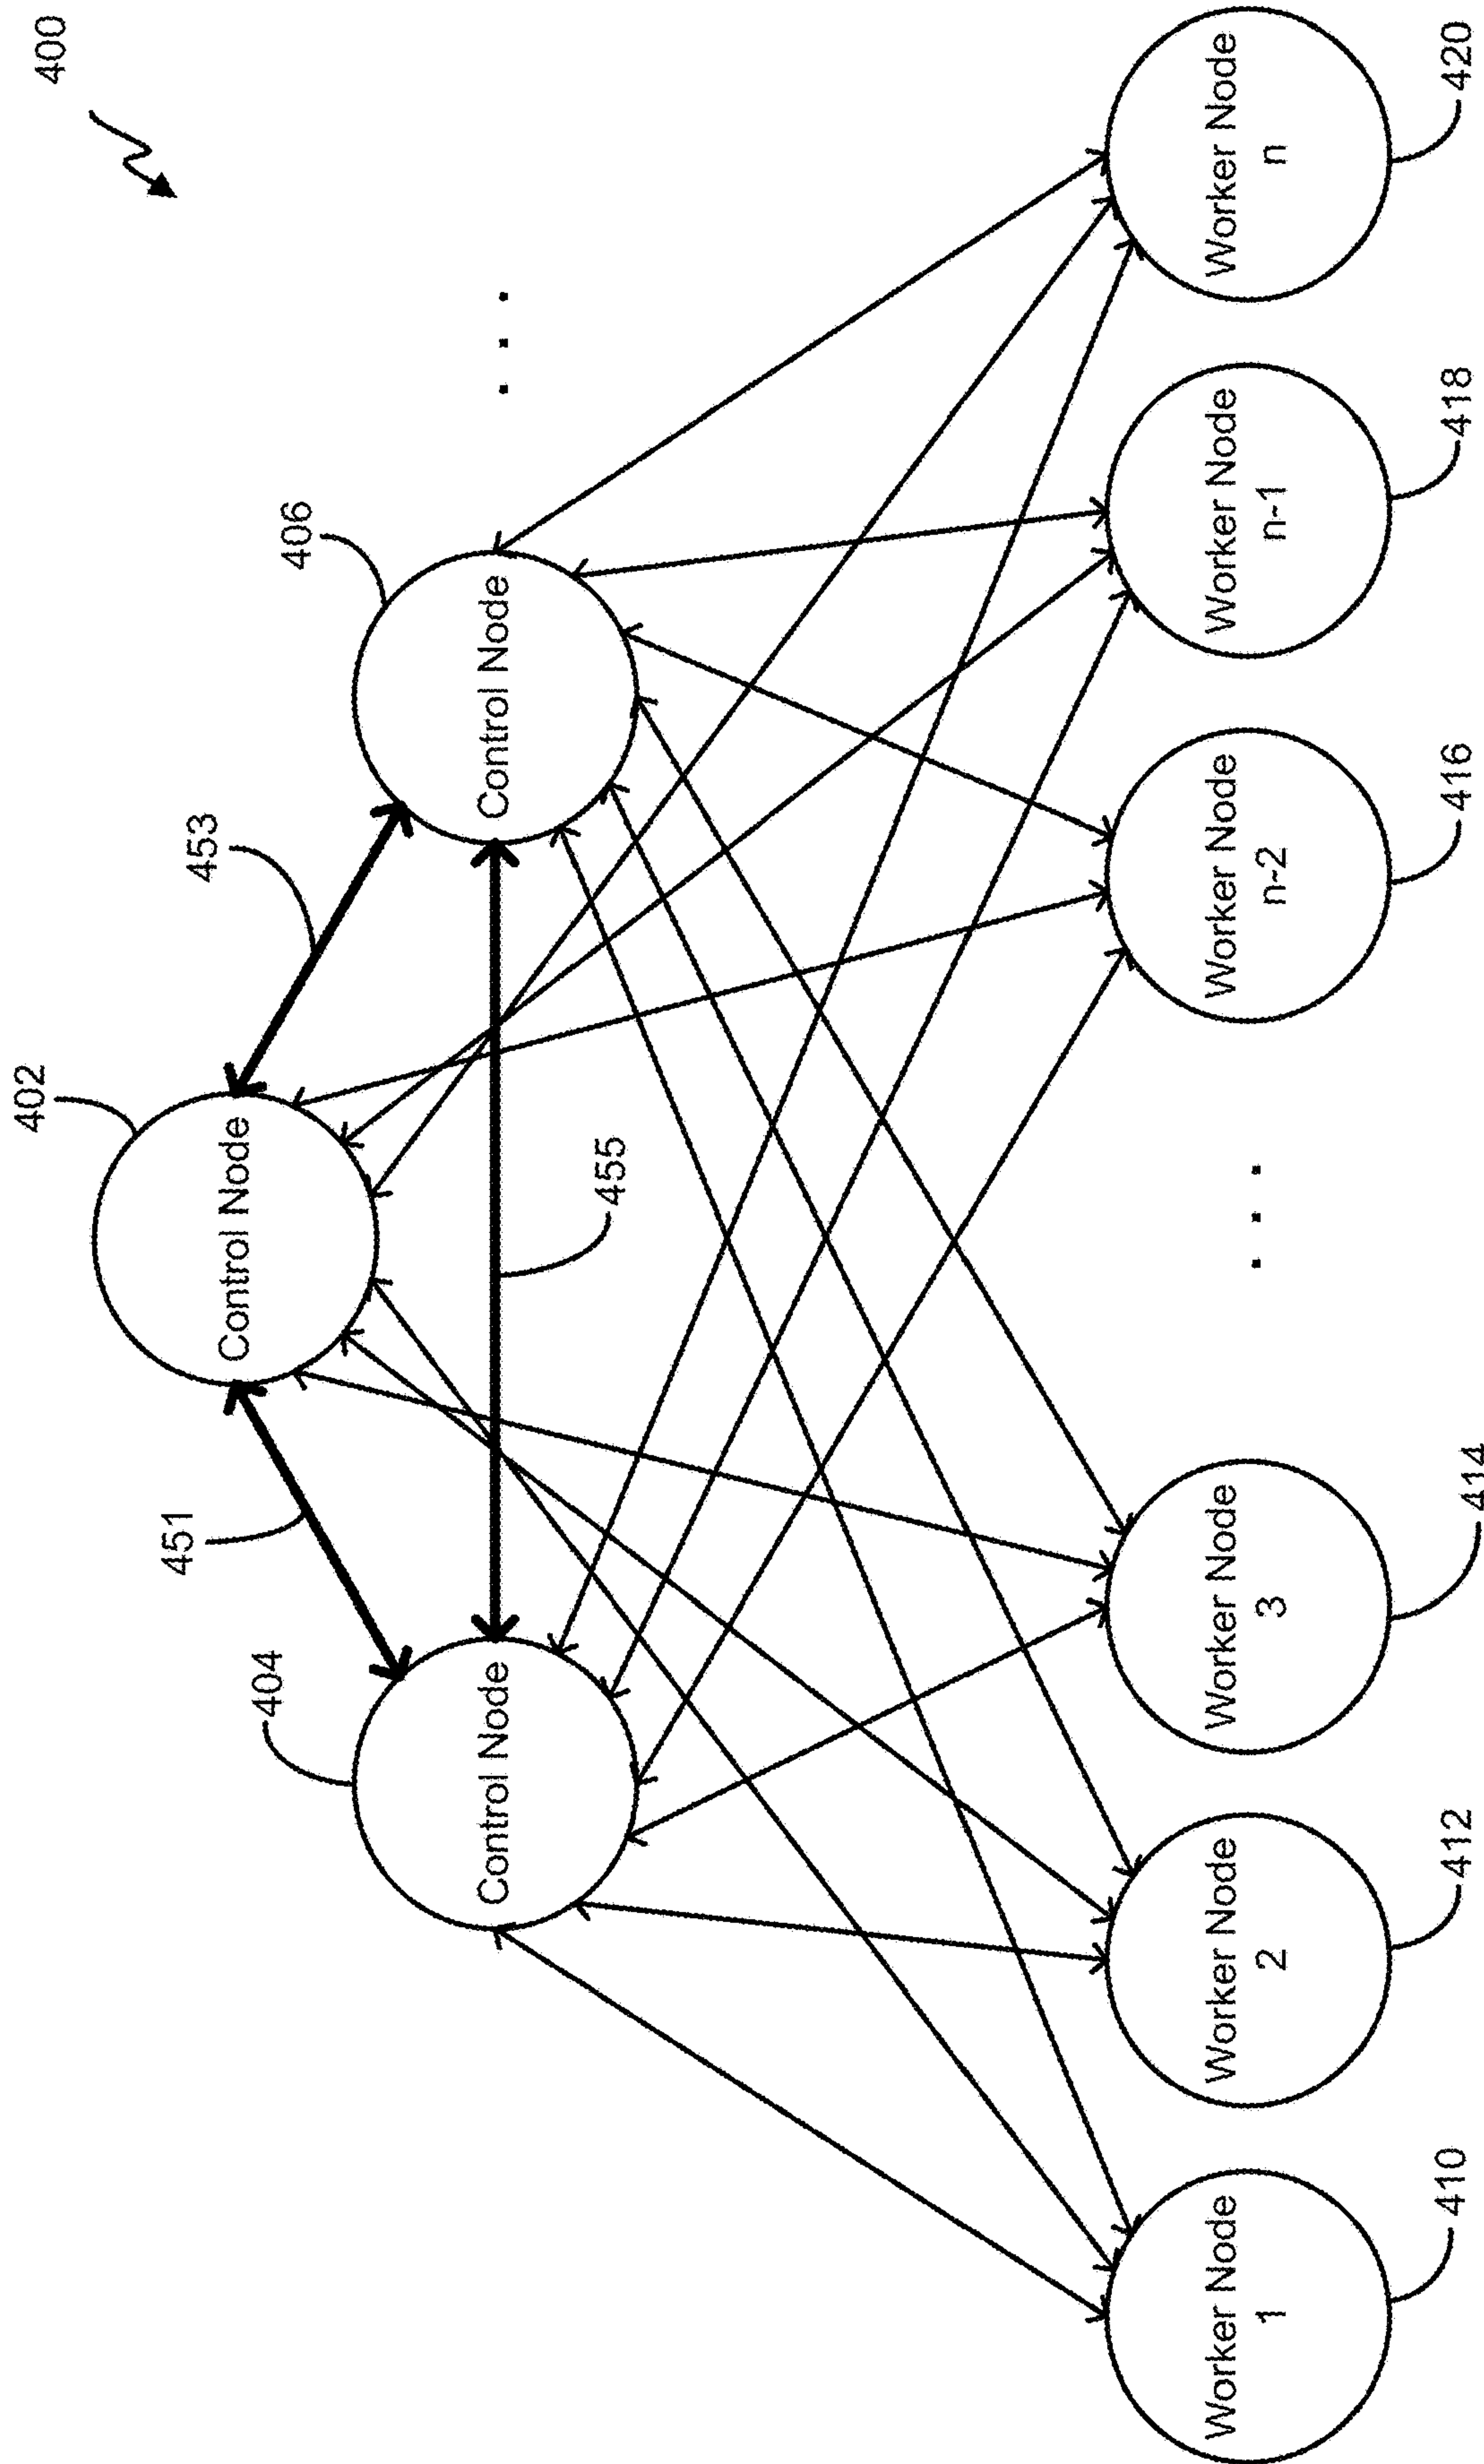 400
402
Control Node
451
453
404
Control Node
406
Control Node
455
. . .
Worker Node
1
Worker Node
2
Worker Node
3
. . .
Worker Node
n-2
Worker Node
n-1
Worker Node
n
410
412
414
416
418
420